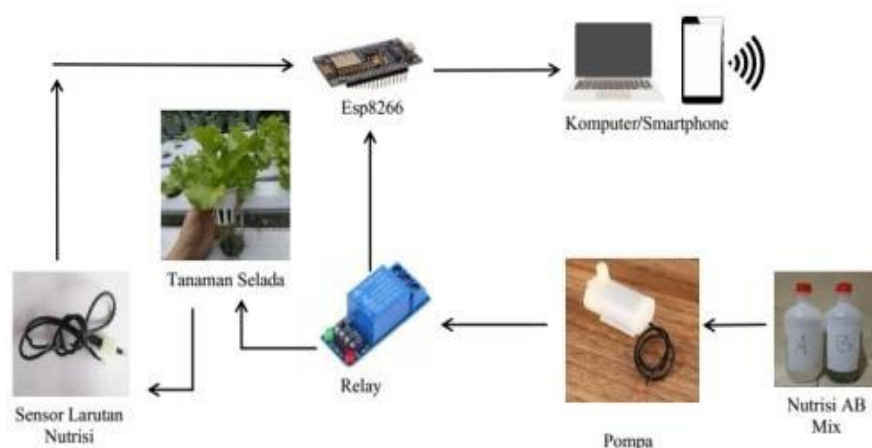 Esp8266
Komputer/Smartphone
Tanaman Selada
Relay
Sensor Larutan
Nutrisi
Pompa
A
B
Nutrisi AB
Mix